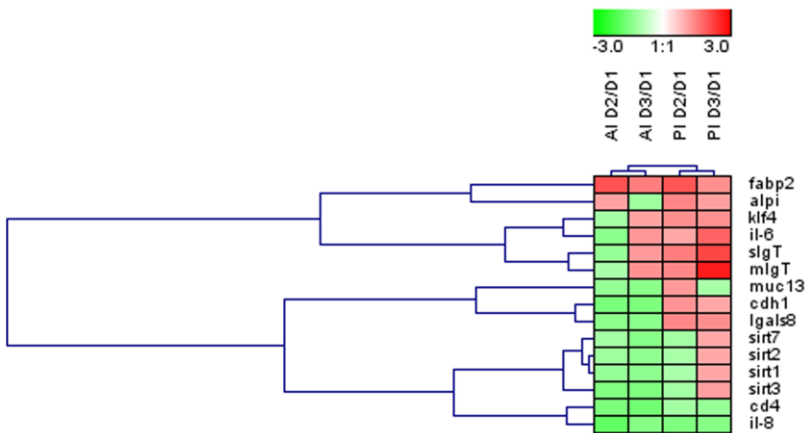 -3.0 1:1 3.0
AI D2/D1
AI D3/D1
PI D2/D1
PI D3/D1
fabp2
alpi
klf4
il-6
sIgT
mIgT
muc13
cdh1
lgals8
sirt7
sirt2
sirt1
sirt3
cd4
il-8